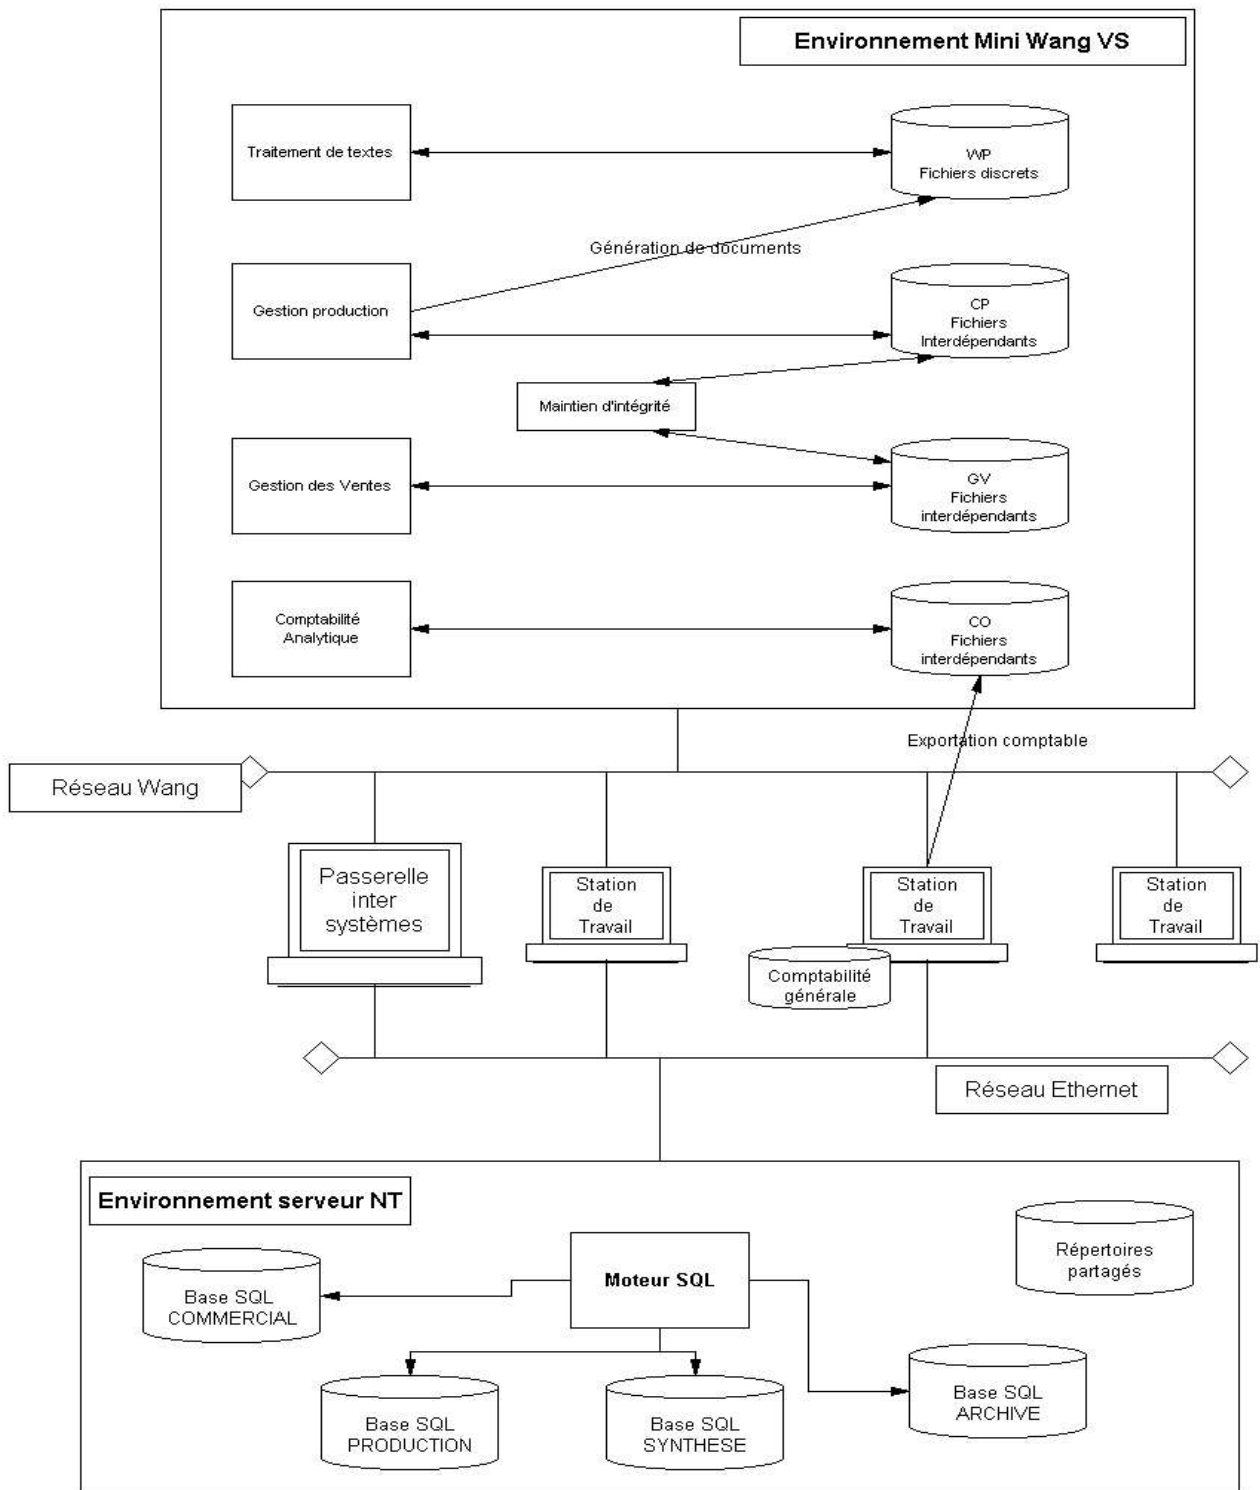 Environnement Mini Wang VS
Traitement de textes
WP
Fichiers discrets
Génération de documents
Gestion production
CP
Fichiers
Interdépendants
Maintien d'intégrité
Gestion des Ventes
GV
Fichiers
interdépendants
Comptabilité
Analytique
CO
Fichiers
interdépendants
Exportation comptable
Réseau Wang
Passerelle
inter
systèmes
Station
de
Travail
Station
de
Travail
Station
de
Travail
Comptabilité
générale
Réseau Ethernet
Environnement serveur NT
Répertoires
partagés
Moteur SQL
Base SQL
COMMERCIAL
Base SQL
PRODUCTION
Base SQL
SYNTHESE
Base SQL
ARCHIVE